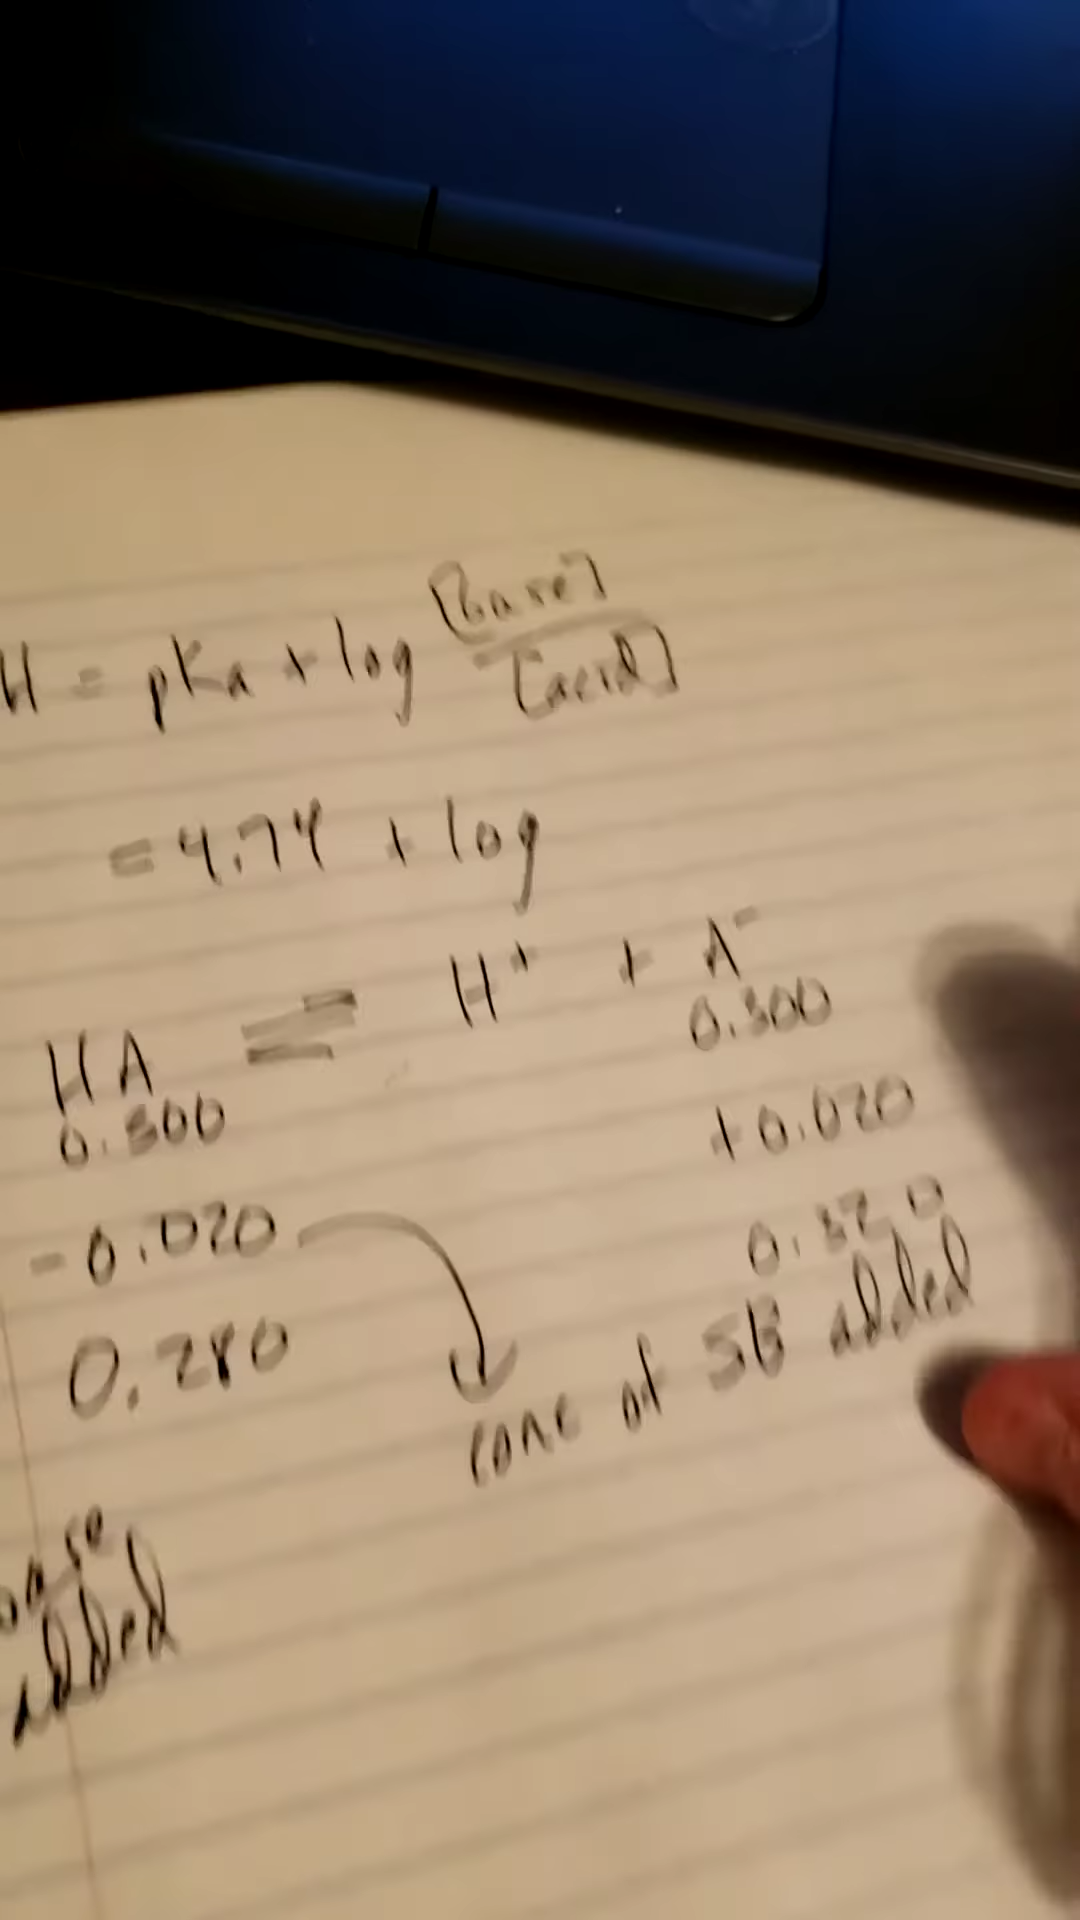 H = pKa + log [base]
[acid]
= 4.74 + log
HA ⇌ H⁺ + A⁻
0.300 0.300
- 0.020 + 0.020
0.280 0.320
conc of SB added
base
added